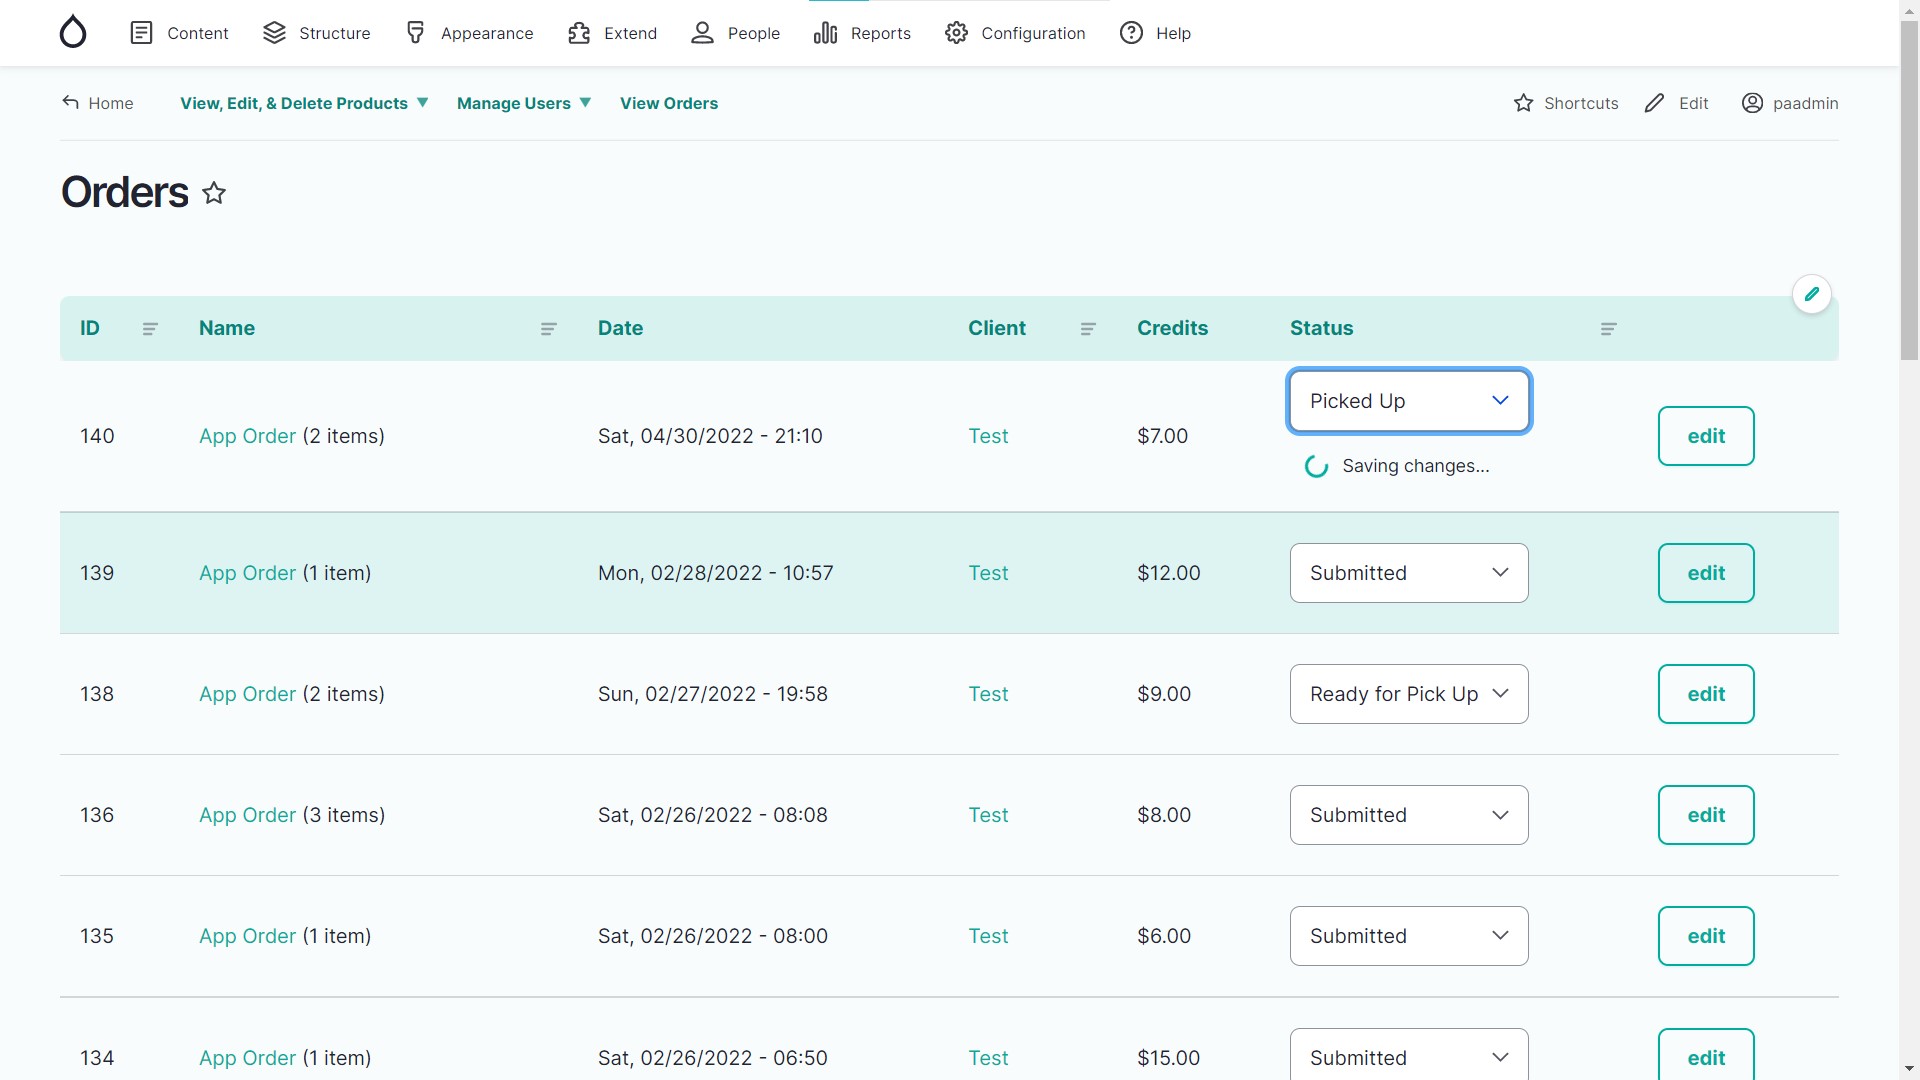 Content Structure Appearance Extend People Reports Configuration Help
Home View, Edit, & Delete Products ▼ Manage Users ▼ View Orders Shortcuts Edit paadmin
Orders
ID Name Date Client Credits Status
140 App Order (2 items) Sat, 04/30/2022 - 21:10 Test $7.00 Picked Up edit
Saving changes...
139 App Order (1 item) Mon, 02/28/2022 - 10:57 Test $12.00 Submitted edit
138 App Order (2 items) Sun, 02/27/2022 - 19:58 Test $9.00 Ready for Pick Up edit
136 App Order (3 items) Sat, 02/26/2022 - 08:08 Test $8.00 Submitted edit
135 App Order (1 item) Sat, 02/26/2022 - 08:00 Test $6.00 Submitted edit
134 App Order (1 item) Sat, 02/26/2022 - 06:50 Test $15.00 Submitted edit